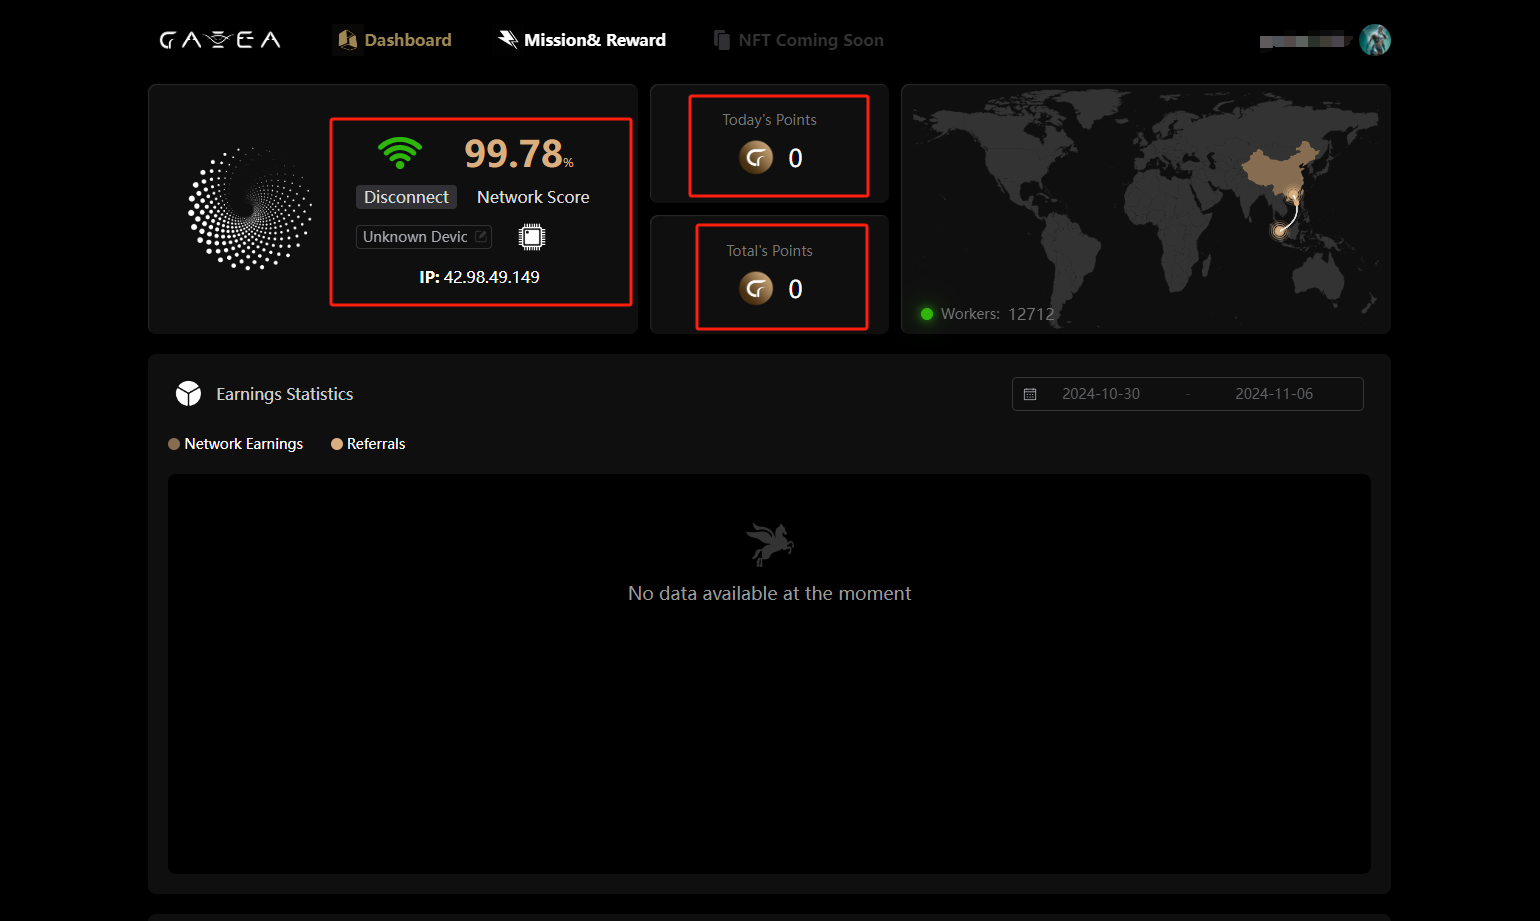 GAEA
Dashboard
Mission& Reward
NFT Coming Soon
99.78%
Disconnect
Network Score
Unknown Devic
IP: 42.98.49.149
Today's Points
0
Total's Points
0
Workers: 12712
Earnings Statistics
2024-10-30 - 2024-11-06
Network Earnings
Referrals
No data available at the moment